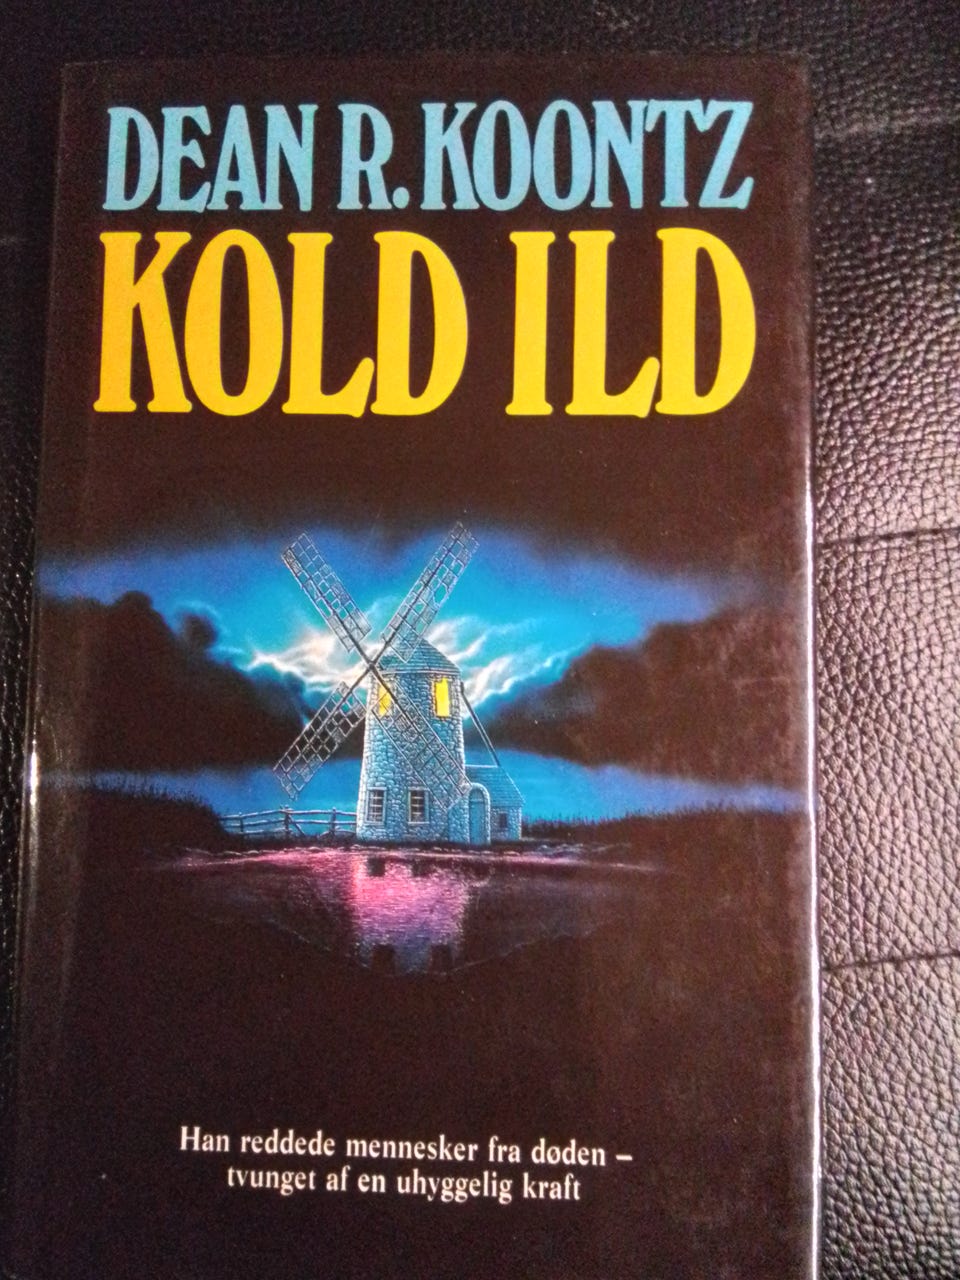 DEAN R. KOONTZ
KOLD ILD
Han reddede mennesker fra døden –
tvunget af en uhyggelig kraft